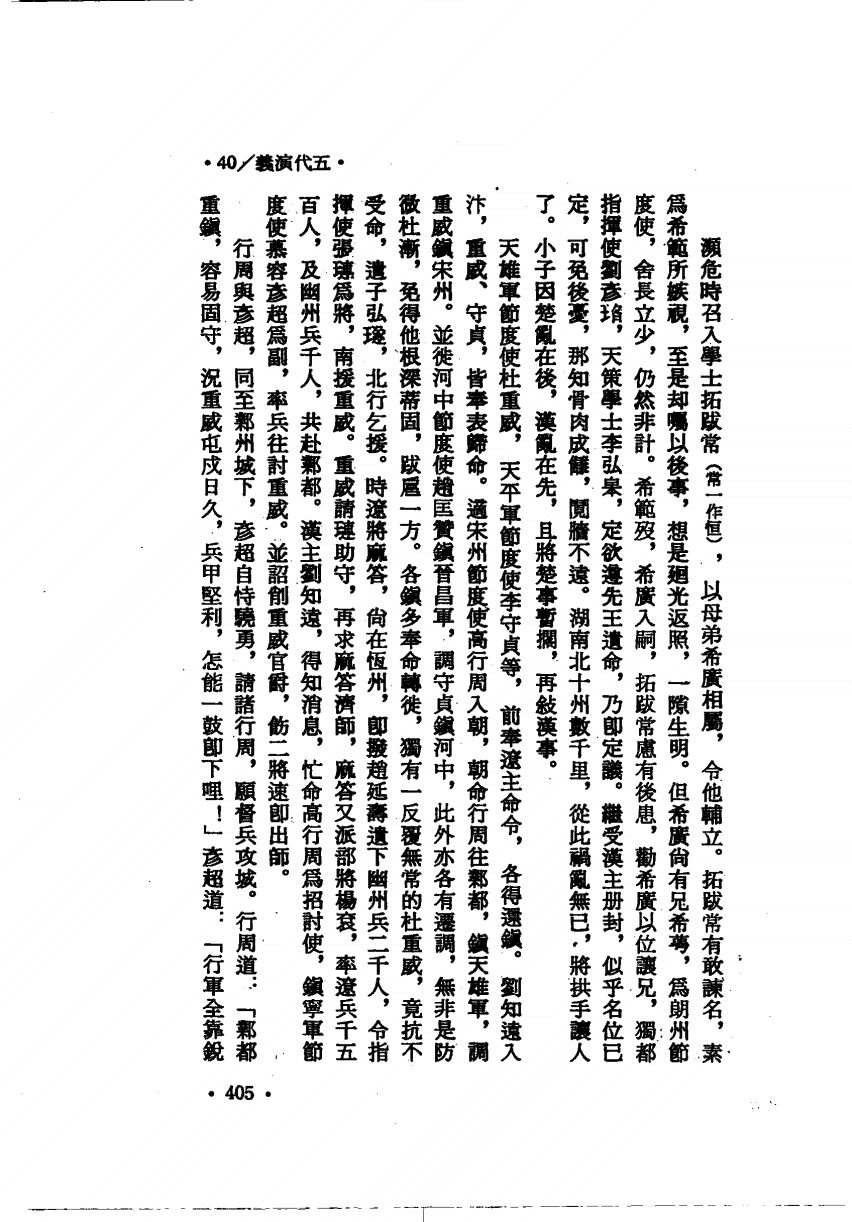 •40／義演代五•
瀕危時召入學士拓跋常（常一作恒），以母弟希廣相屬，令他輔立。拓跋常有敢諫名，素
爲希範所嫉視，至是却囑以後事，想是廻光返照，一隙生明。但希廣尙有兄希蕚，爲朗州節
度使，舍長立少，仍然非計。希範歿，希廣入嗣，拓跋常慮有後患，勸希廣以位讓兄，獨都
指揮使劉彥瑫，天策學士李弘皋，定欲遵先王遺命，乃卽定議。繼受漢主册封，似乎名位已
定，可免後憂，那知骨肉成讎，鬩牆不遠。湖南北十州數千里，從此禍亂無已，將拱手讓人
了。小子因楚亂在後，漢亂在先，且將楚事暫擱，再敍漢事。
天雄軍節度使杜重威，天平軍節度使李守貞等，前奉遼主命令，各得還鎭。劉知遠入
汴，重威、守貞，皆奉表歸命。適宋州節度使高行周入朝，朝命行周往鄴都，鎭天雄軍，調
重威鎭宋州。並徙河中節度使趙匡贊鎭晉昌軍，調守貞鎭河中，此外亦各有遷調，無非是防
微杜漸，免得他根深蒂固，跋扈一方。各鎭多奉命轉徙，獨有一反覆無常的杜重威，竟抗不
受命，遣子弘璲，北行乞援。時遼將麻答，尙在恆州，卽撥趙延壽遺下幽州兵二千人，令指
揮使張璉爲將，南援重威。重威請璉助守，再求麻答濟師，麻答又派部將楊袞，率遼兵千五
百人，及幽州兵千人，共赴鄴都。漢主劉知遠，得知消息，忙命高行周爲招討使，鎭寧軍節
度使慕容彥超爲副，率兵往討重威。並詔削重威官爵，飭二將速卽出師。
行周與彥超，同至鄴州城下，彥超自恃驍勇，請諸行周，願督兵攻城。行周道：「鄴都
重鎭，容易固守，況重威屯戍日久，兵甲堅利，怎能一鼓卽下哩！」彥超道：「行軍全靠銳
•405•